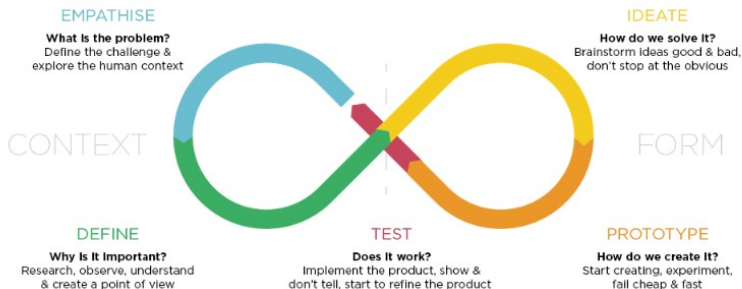 EMPATHISE
What is the problem?
Define the challenge &
explore the human context
IDEATE
How do we solve it?
Brainstorm ideas good & bad,
don't stop at the obvious
CONTEXT
FORM
DEFINE
Why is it important?
Research, observe, understand
& create a point of view
TEST
Does it work?
Implement the product, show &
don't tell, start to refine the product
PROTOTYPE
How do we create it?
Start creating, experiment,
fail cheap & fast